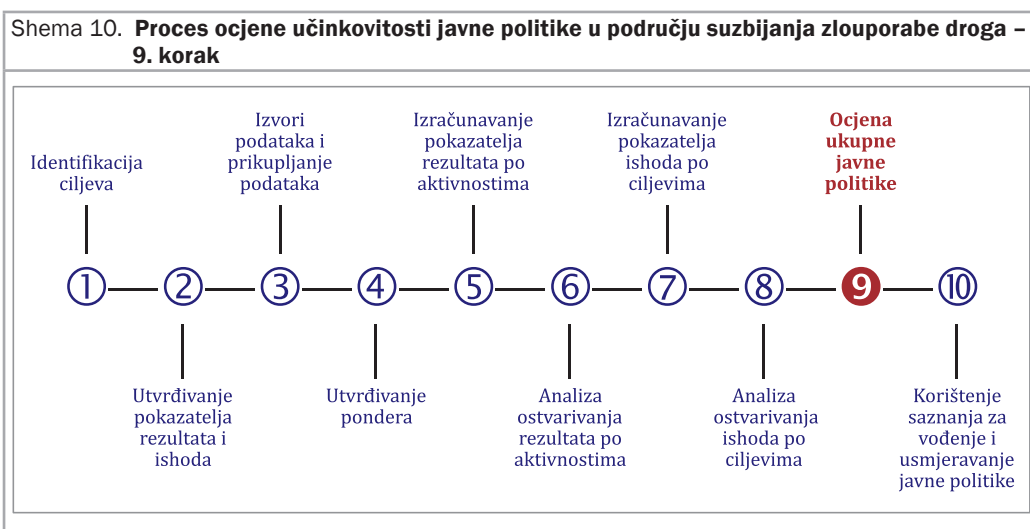 Shema 10. Proces ocjene učinkovitosti javne politike u području suzbijanja zlouporabe droga –
9. korak
Identifikacija
ciljeva
Izvori
podataka i
prikupljanje
podataka
Izračunavanje
pokazatelja
rezultata po
aktivnostima
Izračunavanje
pokazatelja
ishoda po
ciljevima
Ocjena
ukupne
javne
politike
1 2 3 4 5 6 7 8 9 10
Utvrđivanje
pokazatelja
rezultata i
ishoda
Utvrđivanje
pondera
Analiza
ostvarivanja
rezultata po
aktivnostima
Analiza
ostvarivanja
ishoda po
ciljevima
Korištenje
saznanja za
vođenje i
usmjeravanje
javne politike